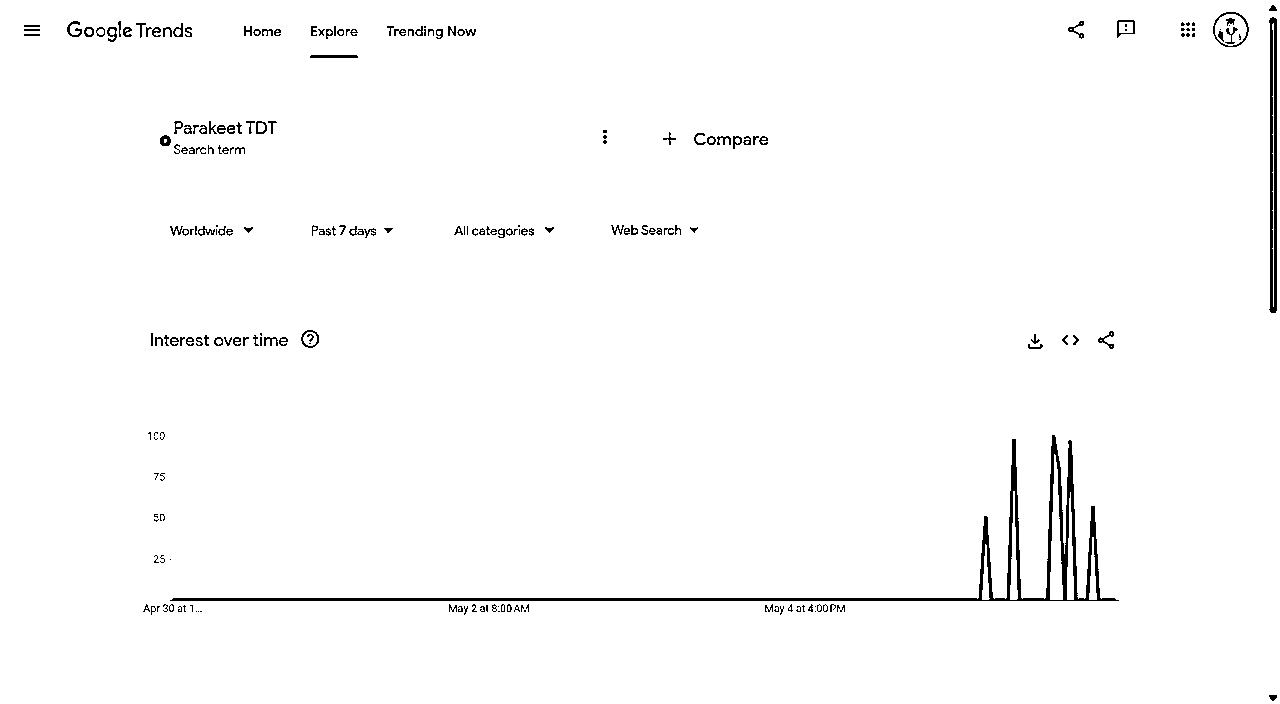 Google Trends Home Explore Trending Now
Parakeet TDT
Search term
Compare
Worldwide Past 7 days All categories Web Search
Interest over time
100
75
50
25
Apr 30 at 1... May 2 at 8:00 AM May 4 at 4:00 PM